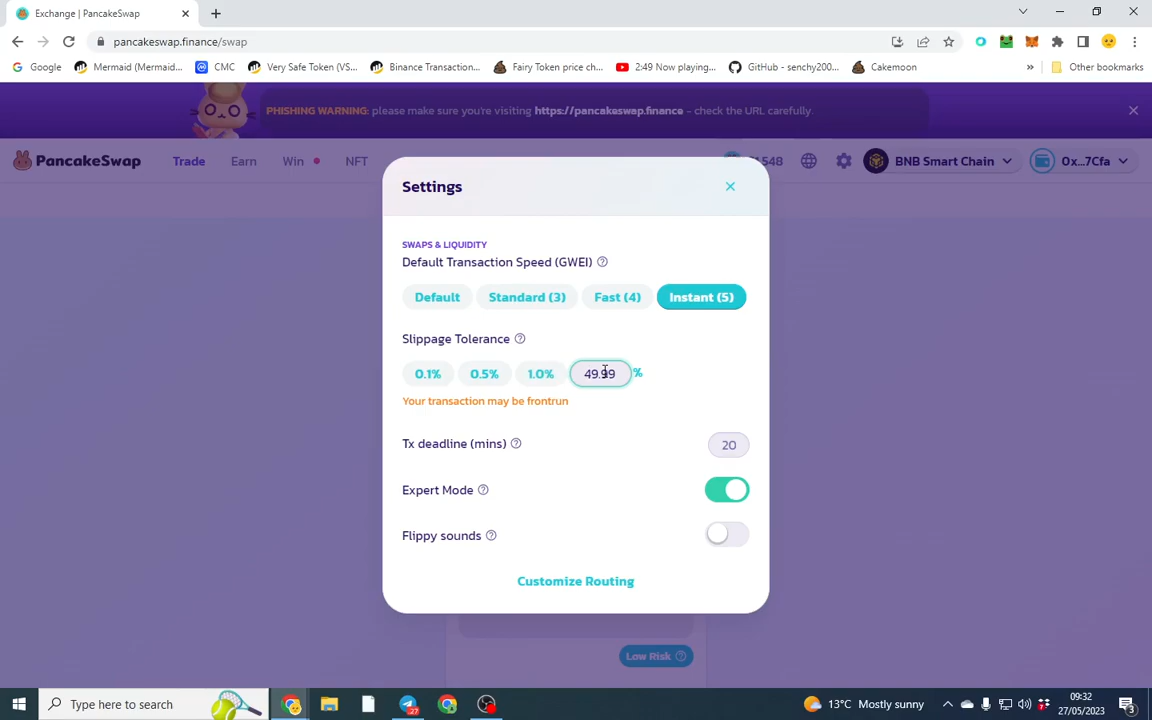 Exchange | PancakeSwap
pancakeswap.finance/swap
Google
Mermaid (Mermaid...
CMC
Very Safe Token (VS...
Binance Transaction...
Fairy Token price ch...
2:49 Now playing...
GitHub - senchy200...
Cakemoon
»
Other bookmarks
PHISHING WARNING: please make sure you're visiting https://pancakeswap.finance - check the URL carefully.
PancakeSwap
Trade
Earn
Win
NFT
BNB Smart Chain
0x...7Cfa
Settings
SWAPS & LIQUIDITY
Default Transaction Speed (GWEI)
Default
Standard (3)
Fast (4)
Instant (5)
Slippage Tolerance
0.1%
0.5%
1.0%
49.99
%
Your transaction may be frontrun
Tx deadline (mins)
20
Expert Mode
Flippy sounds
Customize Routing
Low Risk
Type here to search
27
13°C Mostly sunny
09:32
27/05/2023
3